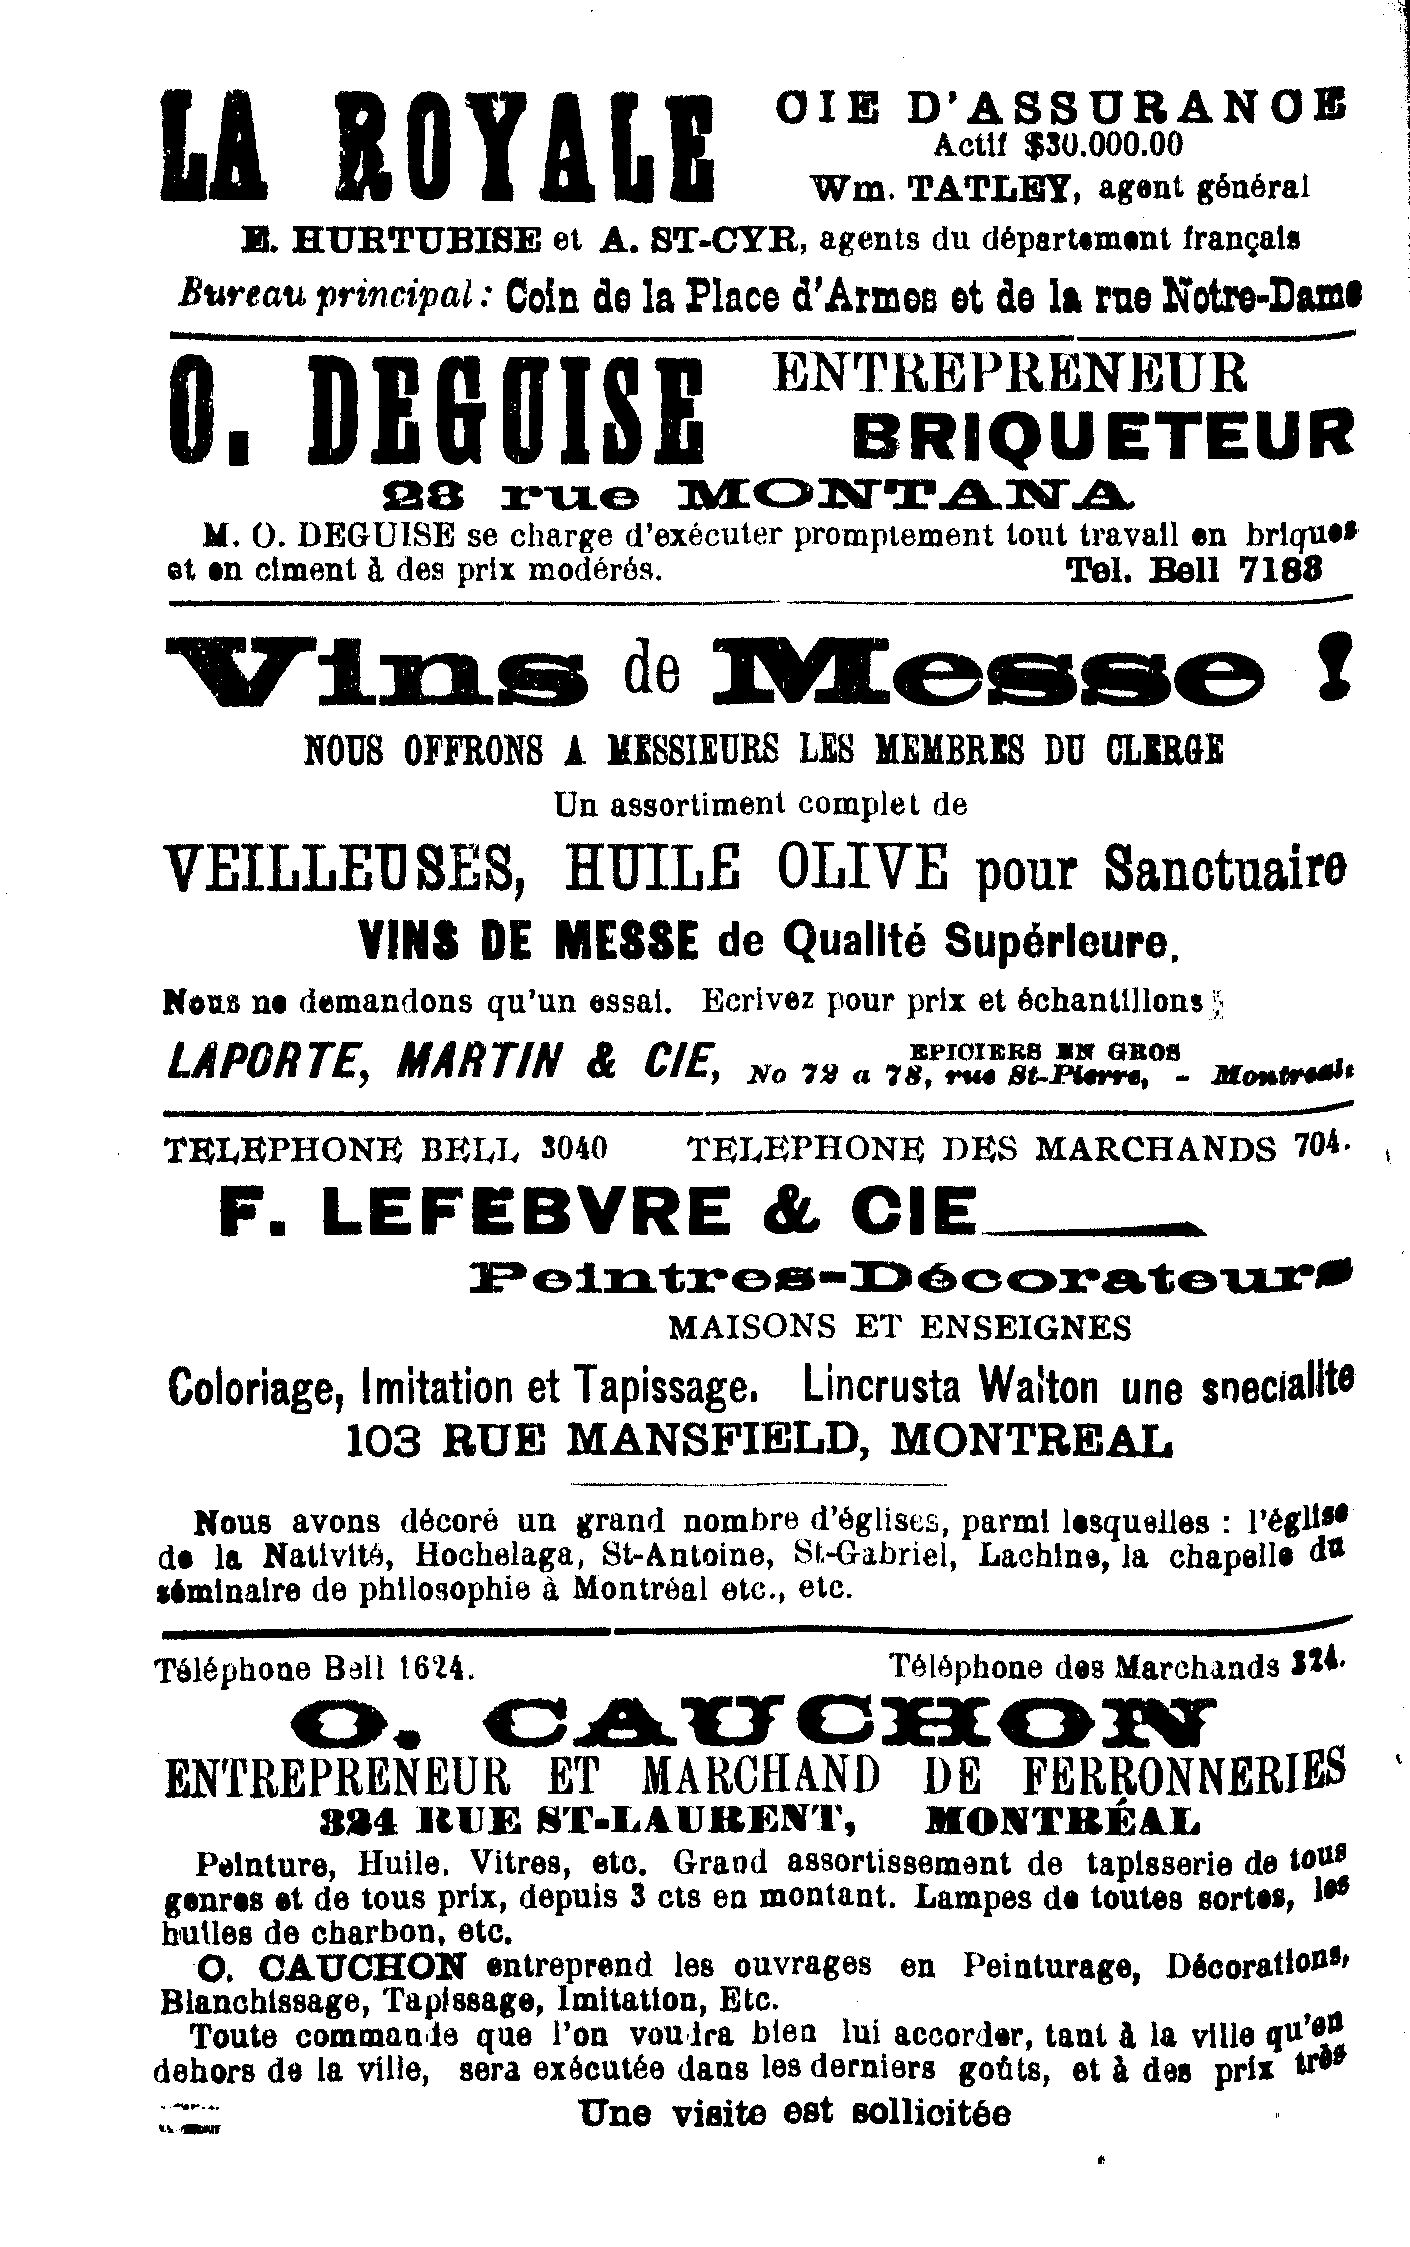 LA ROYALE CIE D'ASSURANCE
Actif $30.000.00
Wm. TATLEY, agent général
E. HURTUBISE et A. ST-CYR, agents du département français
Bureau principal : Coin de la Place d'Armes et de la rue Notre-Dame
O. DEGUISE ENTREPRENEUR
BRIQUETEUR
28 rue MONTANA
M. O. DEGUISE se charge d'exécuter promptement tout travail en briques
et en ciment à des prix modérés. Tel. Bell 7188
Vins de Messe !
NOUS OFFRONS A MESSIEURS LES MEMBRES DU CLERGE
Un assortiment complet de
VEILLEUSES, HUILE OLIVE pour Sanctuaire
VINS DE MESSE de Qualité Supérieure.
Nous ne demandons qu'un essai. Ecrivez pour prix et échantillons
LAPORTE, MARTIN & CIE, EPICIERS EN GROS
No 72 a 78, rue St-Pierre, - Montreal.
TELEPHONE BELL 3040 TELEPHONE DES MARCHANDS 704.
F. LEFEBVRE & CIE
Peintres-Décorateurs
MAISONS ET ENSEIGNES
Coloriage, Imitation et Tapissage. Lincrusta Walton une specialite
103 RUE MANSFIELD, MONTREAL
Nous avons décoré un grand nombre d'églises, parmi lesquelles : l'église
de la Nativité, Hochelaga, St-Antoine, St-Gabriel, Lachine, la chapelle du
séminaire de philosophie à Montréal etc., etc.
Téléphone Bell 1624. Téléphone des Marchands 324.
O. CAUCHON
ENTREPRENEUR ET MARCHAND DE FERRONNERIES
324 RUE ST-LAURENT, MONTRÉAL
Peinture, Huile, Vitres, etc. Grand assortissement de tapisserie de tous
genres et de tous prix, depuis 3 cts en montant. Lampes de toutes sortes, les
huiles de charbon, etc.
O. CAUCHON entreprend les ouvrages en Peinturage, Décorations,
Blanchissage, Tapissage, Imitation, Etc.
Toute commande que l'on voudra bien lui accorder, tant à la ville qu'en
dehors de la ville, sera exécutée dans les derniers goûts, et à des prix très
Une visite est sollicitée